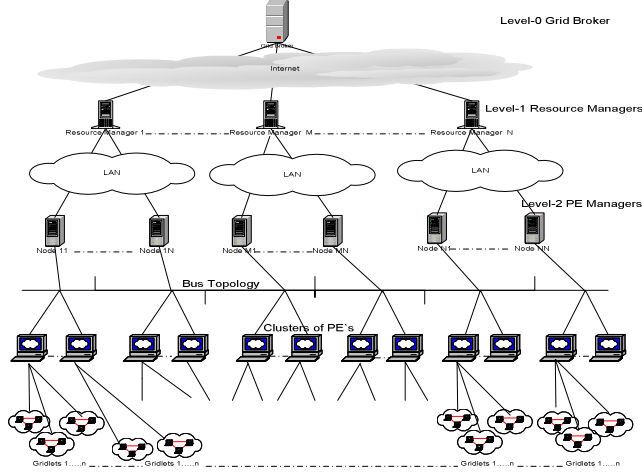 Level-0 Grid Broker
Grid Broker
Internet
Level-1 Resource Managers
Resource Manager 1
Resource Manager M
Resource Manager N
LAN
LAN
LAN
Level-2 PE Managers
Node 11
Node 1N
Node M1
Node MN
Node N1
Node NN
Bus Topology
Clusters of PE`s
Gridlets 1.....n
Gridlets 1.....n
Gridlets 1.....n
Gridlets 1.....n